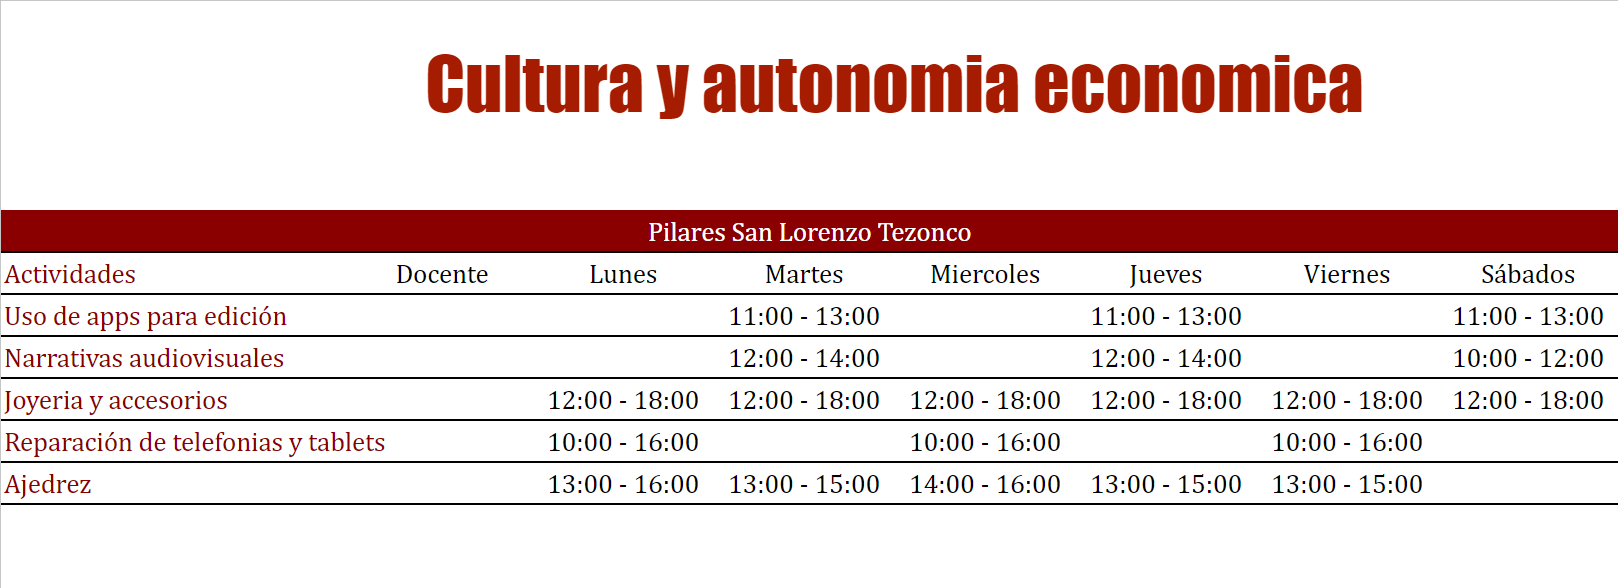 Cultura y autonomia economica
Pilares San Lorenzo Tezonco
Actividades Docente Lunes Martes Miercoles Jueves Viernes Sábados
Uso de apps para edición 11:00 - 13:00 11:00 - 13:00 11:00 - 13:00
Narrativas audiovisuales 12:00 - 14:00 12:00 - 14:00 10:00 - 12:00
Joyeria y accesorios 12:00 - 18:00 12:00 - 18:00 12:00 - 18:00 12:00 - 18:00 12:00 - 18:00 12:00 - 18:00
Reparación de telefonias y tablets 10:00 - 16:00 10:00 - 16:00 10:00 - 16:00
Ajedrez 13:00 - 16:00 13:00 - 15:00 14:00 - 16:00 13:00 - 15:00 13:00 - 15:00